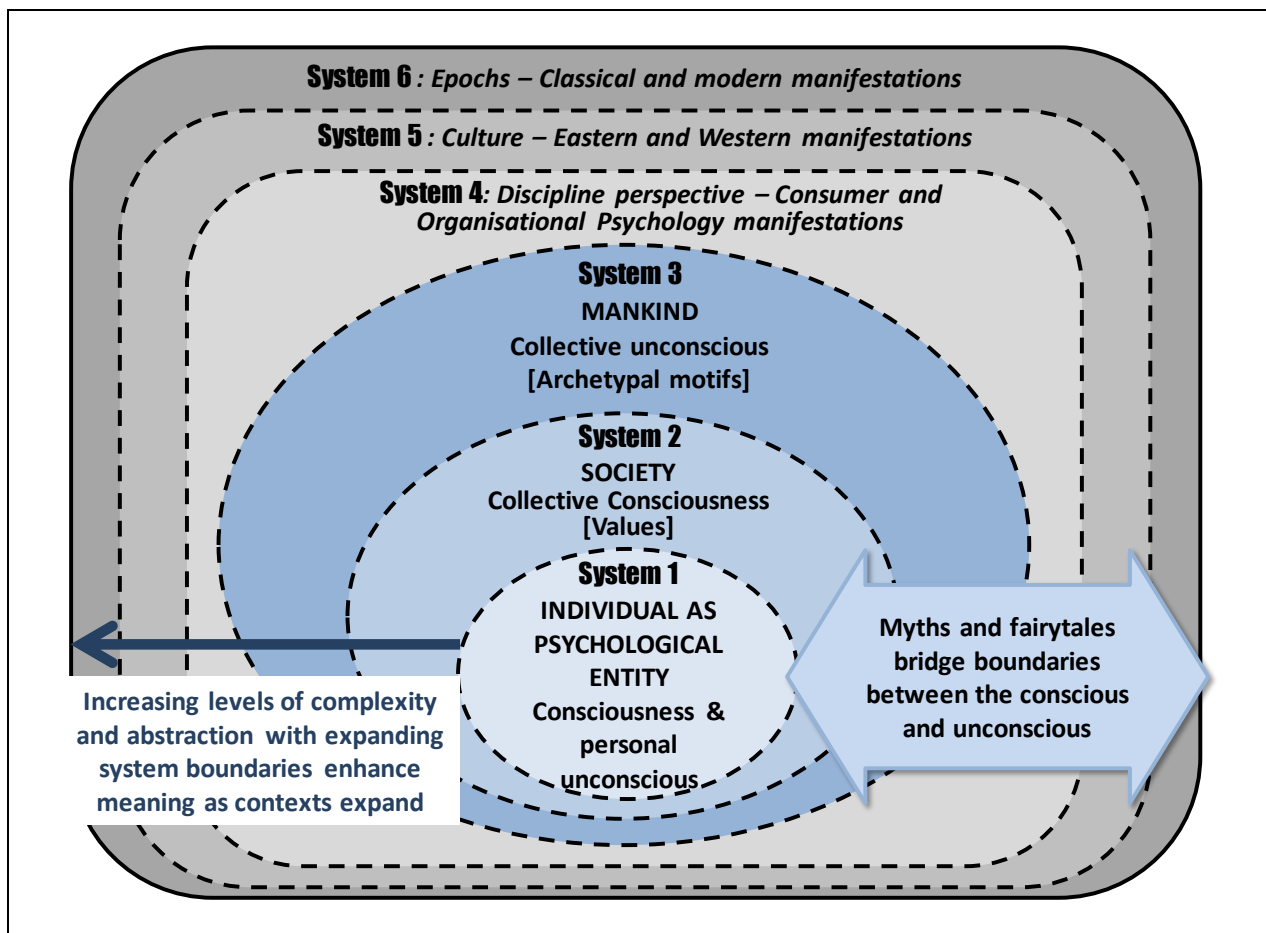 System 6 : Epochs – Classical and modern manifestations
System 5 : Culture – Eastern and Western manifestations
System 4: Discipline perspective – Consumer and
Organisational Psychology manifestations
System 3
MANKIND
Collective unconscious
[Archetypal motifs]
System 2
SOCIETY
Collective Consciousness
[Values]
System 1
INDIVIDUAL AS
PSYCHOLOGICAL
ENTITY
Consciousness &
personal
unconscious
Increasing levels of complexity
and abstraction with expanding
system boundaries enhance
meaning as contexts expand
Myths and fairytales
bridge boundaries
between the conscious
and unconscious